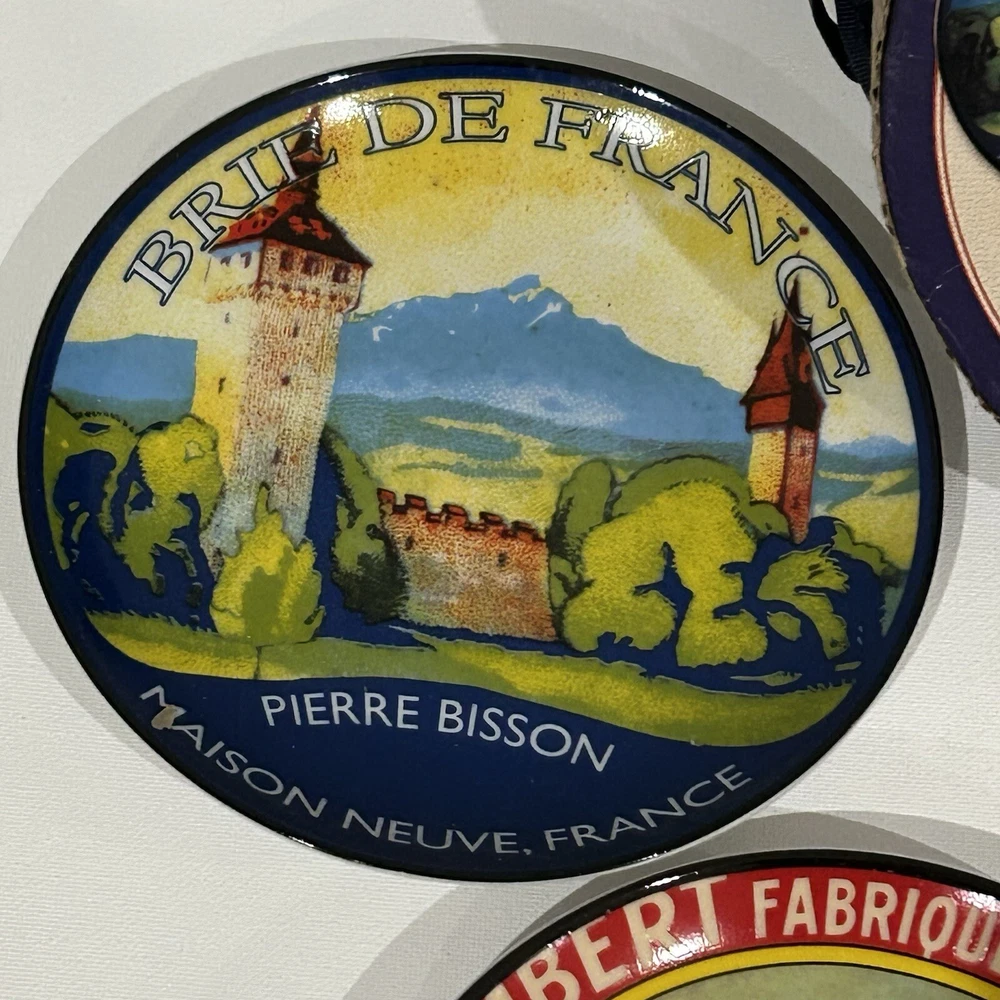 BRIE DE FRANCE
PIERRE BISSON
MAISON NEUVE, FRANCE
BERT FABRIQU